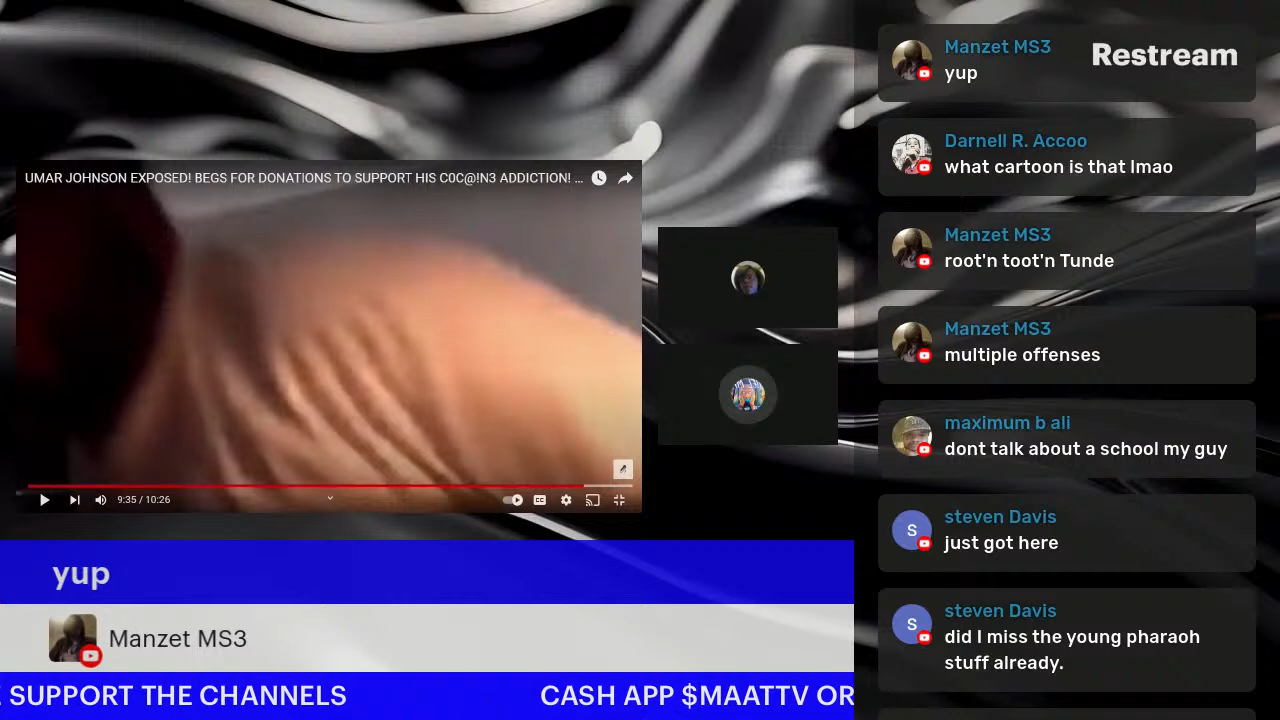 UMAR JOHNSON EXPOSED! BEGS FOR DONATIONS TO SUPPORT HIS C0C@!N3 ADDICTION! ...
9:35 / 10:26
CC
yup
Manzet MS3
SUPPORT THE CHANNELS
CASH APP $MAATTV OR
Restream
Manzet MS3
yup
Darnell R. Accoo
what cartoon is that lmao
Manzet MS3
root'n toot'n Tunde
Manzet MS3
multiple offenses
maximum b ali
dont talk about a school my guy
S
steven Davis
just got here
S
steven Davis
did I miss the young pharaoh
stuff already.